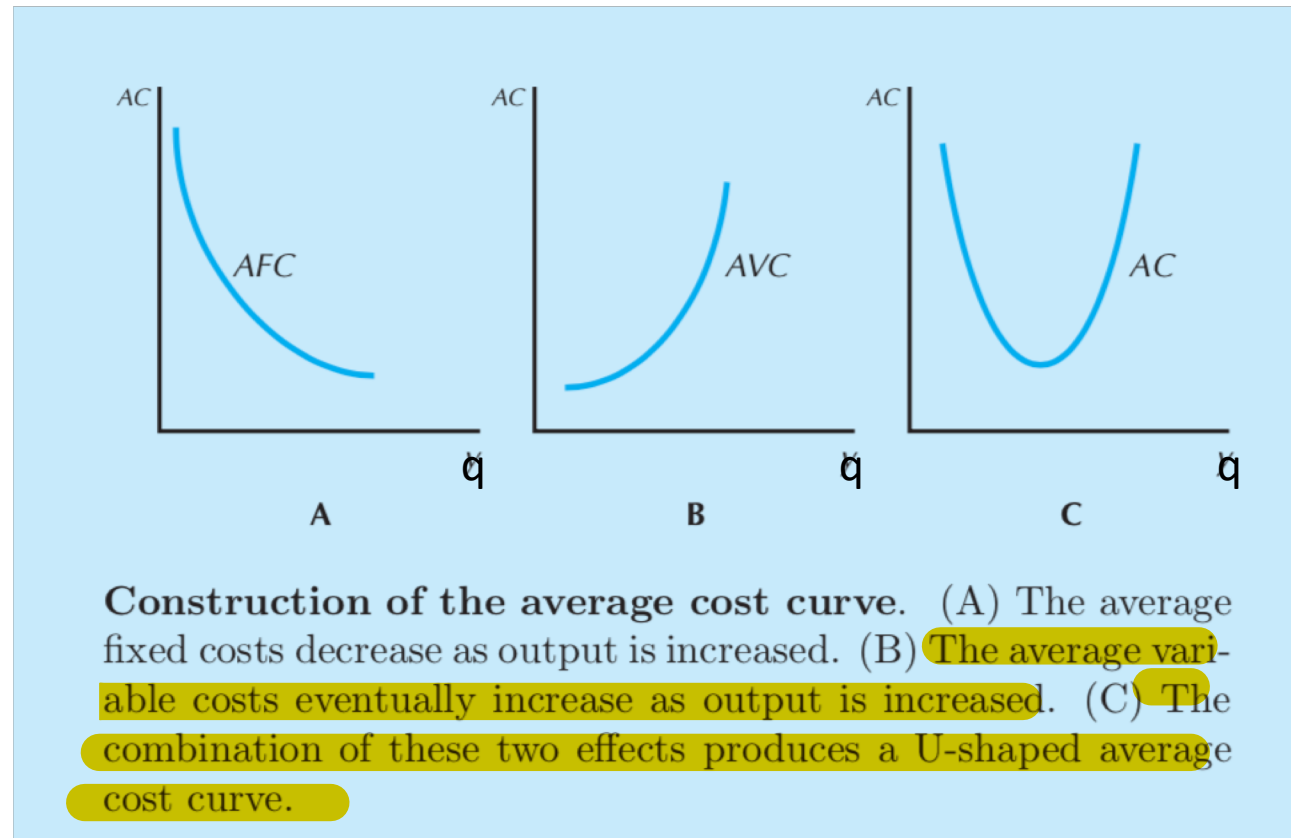 AC
AC
AC
AFC
AVC
AC
q
q
q
A
B
C
Construction of the average cost curve. (A) The average
fixed costs decrease as output is increased. (B) The average vari-
able costs eventually increase as output is increased. (C) The
combination of these two effects produces a U-shaped average
cost curve.